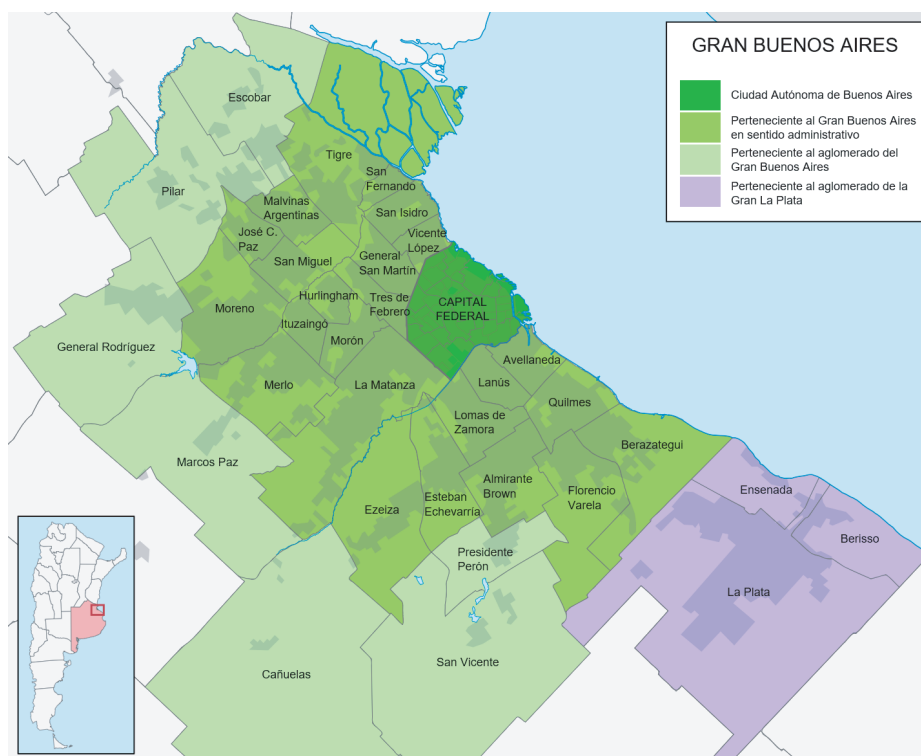 GRAN BUENOS AIRES
Ciudad Autónoma de Buenos Aires
Perteneciente al Gran Buenos Aires
en sentido administrativo
Perteneciente al aglomerado del
Gran Buenos Aires
Perteneciente al aglomerado de la
Gran La Plata
Escobar
Tigre
San
Fernando
Pilar
Malvinas
Argentinas
San Isidro
José C.
Paz
Vicente
López
San Miguel
General
San Martín
Hurlingham
Tres de
Febrero
CAPITAL
FEDERAL
Moreno
Ituzaingó
General Rodríguez
Morón
Avellaneda
Merlo
La Matanza
Lanús
Quilmes
Lomas de
Zamora
Berazategui
Marcos Paz
Almirante
Brown
Florencio
Varela
Ensenada
Ezeiza
Esteban
Echevarría
Berisso
Presidente
Perón
La Plata
San Vicente
Cañuelas